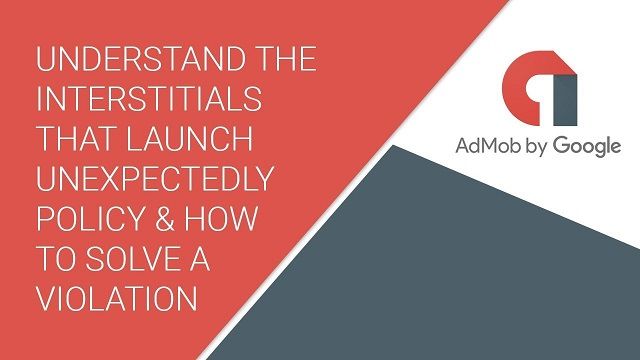 UNDERSTAND THE
INTERSTITIALS
THAT LAUNCH
UNEXPECTEDLY
POLICY & HOW
TO SOLVE A
VIOLATION
AdMob by Google